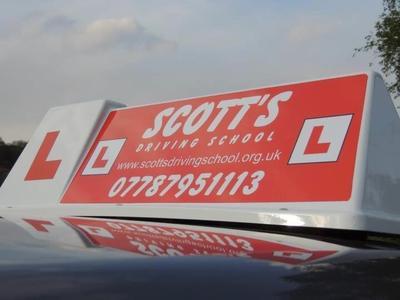 SCOTT'S
DRIVING SCHOOL
L
L
www.scottsdrivingschool.org.uk
L
07787951113